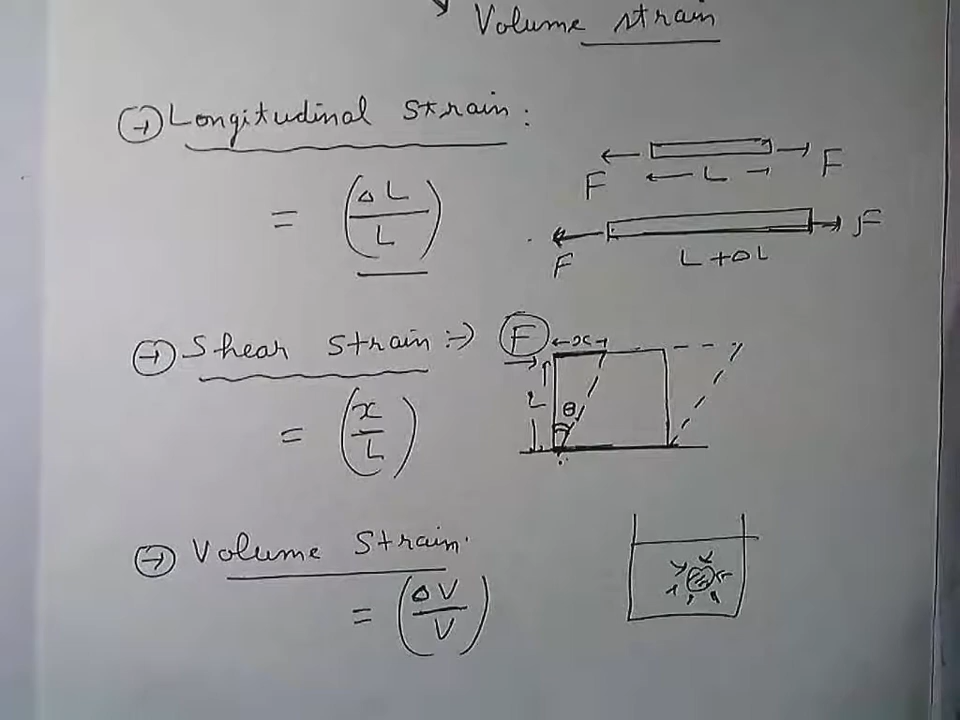 Volume strain
→ Longitudinal strain:
F F
L
= (ΔL/L)
F F
L+ΔL
→ Shear strain :→ F x
L θ
= (x/L)
→ Volume Strain.
= (ΔV/V)